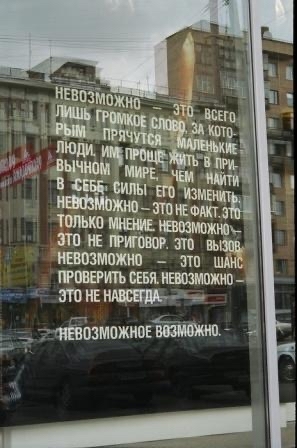 НЕВОЗМОЖНО — ЭТО ВСЕГО
ЛИШЬ ГРОМКОЕ СЛОВО, ЗА КОТО-
РЫМ ПРЯЧУТСЯ МАЛЕНЬКИЕ
ЛЮДИ. ИМ ПРОЩЕ ЖИТЬ В ПРИ-
ВЫЧНОМ МИРЕ, ЧЕМ НАЙТИ
В СЕБЕ СИЛЫ ЕГО ИЗМЕНИТЬ.
НЕВОЗМОЖНО — ЭТО НЕ ФАКТ. ЭТО
ТОЛЬКО МНЕНИЕ. НЕВОЗМОЖНО —
ЭТО НЕ ПРИГОВОР. ЭТО ВЫЗОВ.
НЕВОЗМОЖНО — ЭТО ШАНС
ПРОВЕРИТЬ СЕБЯ. НЕВОЗМОЖНО —
ЭТО НЕ НАВСЕГДА.
НЕВОЗМОЖНОЕ ВОЗМОЖНО.